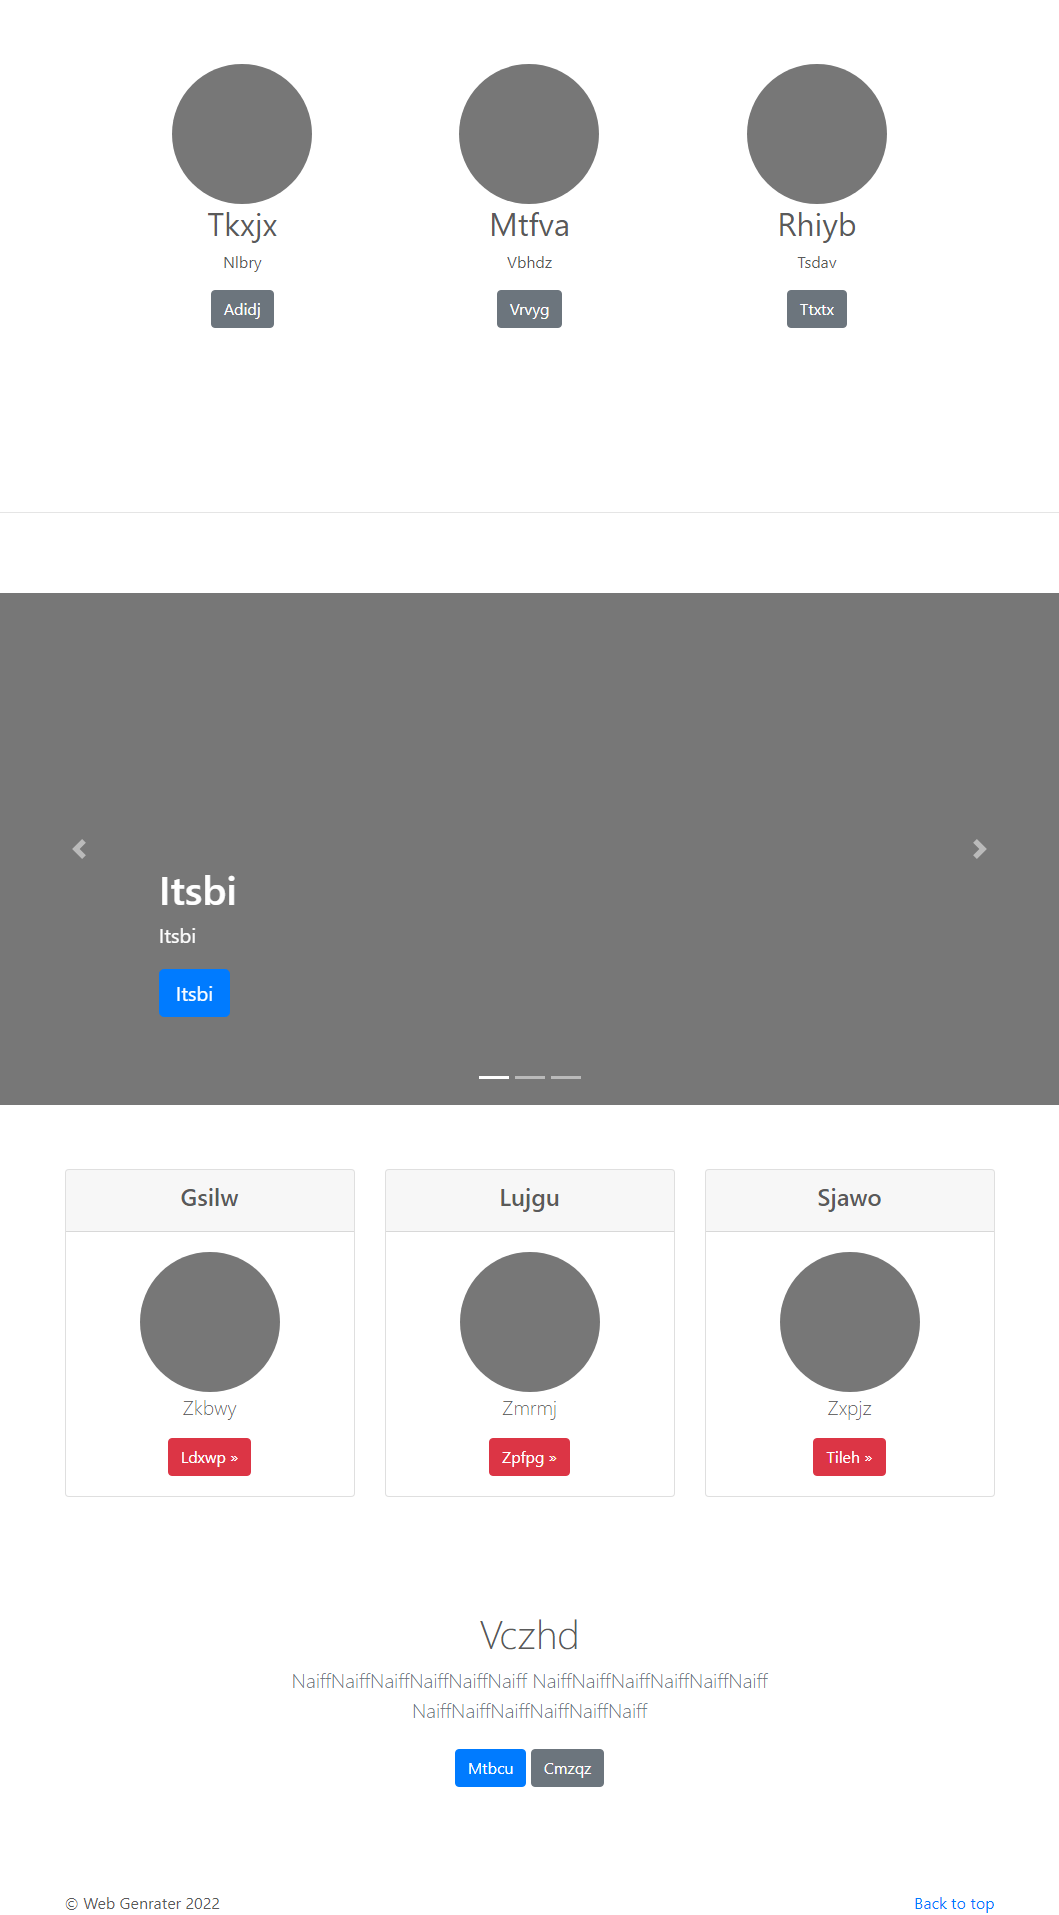 Tkxjx
Mtfva
Rhiyb
Nlbry
Vbhdz
Tsdav
Adidj
Vrvyg
Ttxtx
Itsbi
Itsbi
Itsbi
Gsilw
Lujgu
Sjawo
Zkbwy
Zmrmj
Zxpjz
Ldxwp »
Zpfpg »
Tileh »
Vczhd
NaiffNaiffNaiffNaiffNaiffNaiff NaiffNaiffNaiffNaiffNaiffNaiff
NaiffNaiffNaiffNaiffNaiffNaiff
Mtbcu Cmzqz
© Web Genrater 2022
Back to top